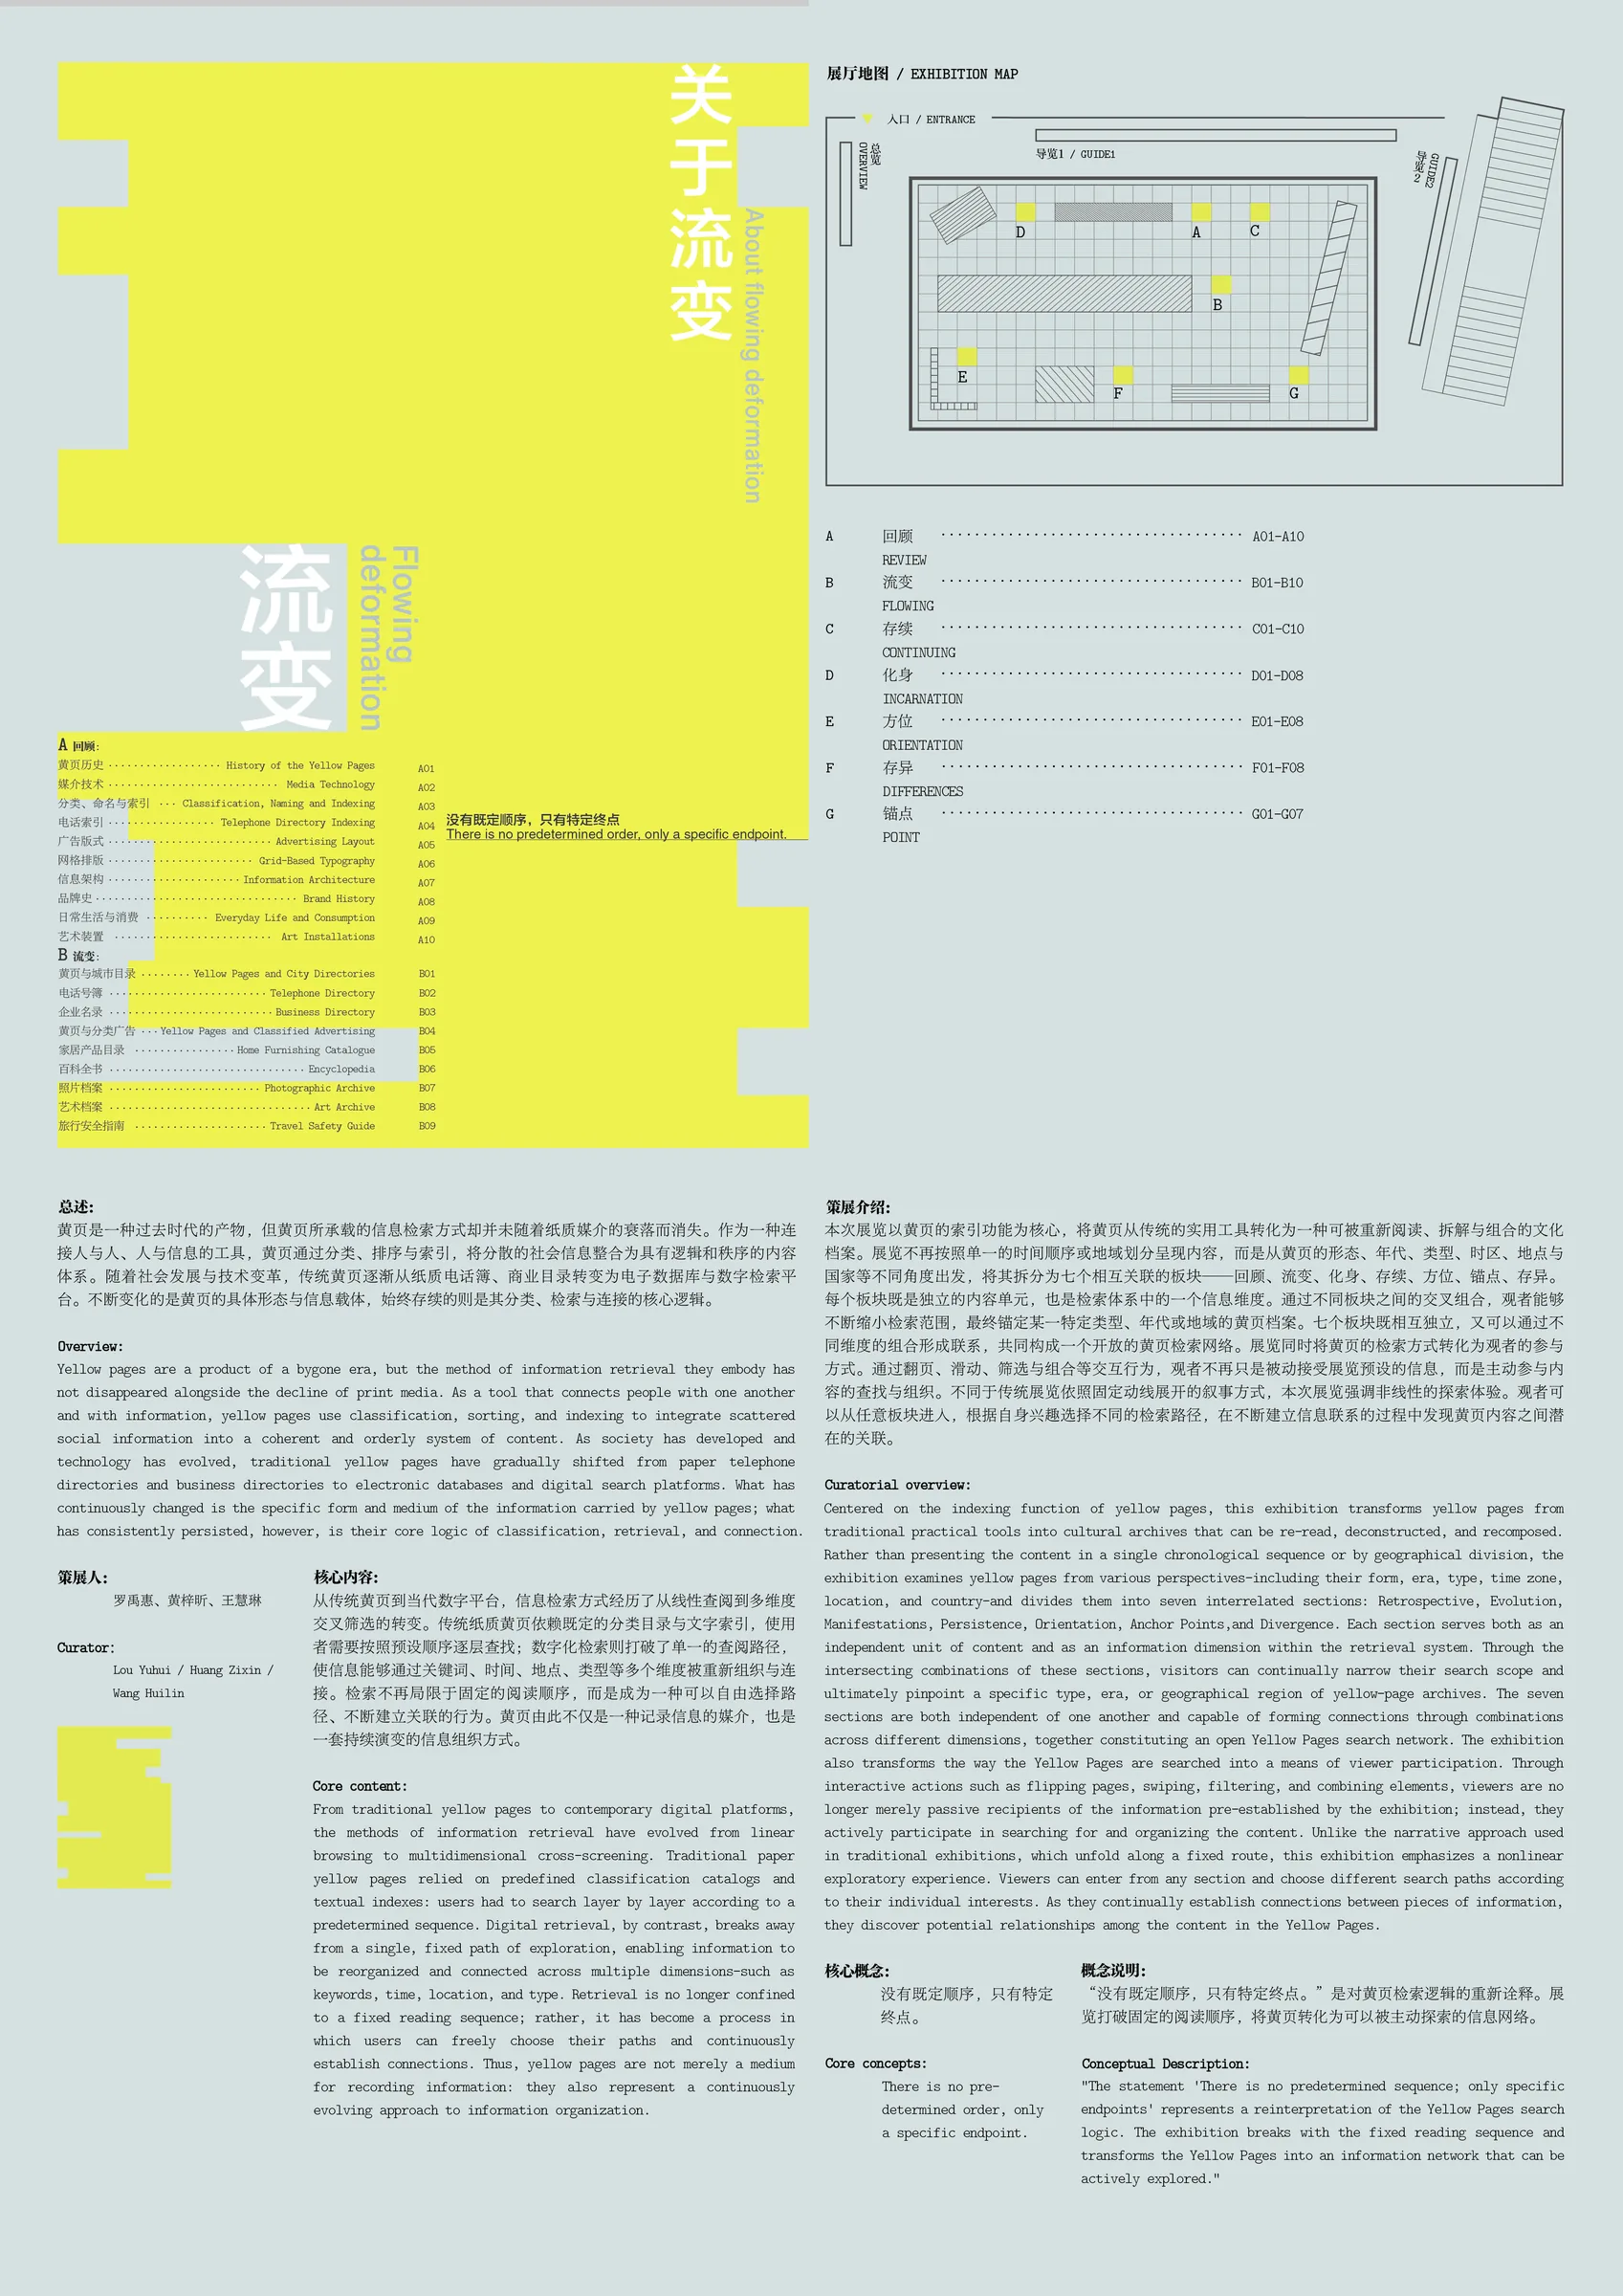 关于流变
About flowing deformation
流变
Flowing
deformation
A 回顾:
黄页历史 ·················· History of the Yellow Pages A01
媒介技术 ··························· Media Technology A02
分类、命名与索引 ··· Classification, Naming and Indexing A03
电话索引 ················· Telephone Directory Indexing A04
广告版式 ·························· Advertising Layout A05
网格排版 ······················· Grid-Based Typography A06
信息架构 ····················· Information Architecture A07
品牌史 ································ Brand History A08
日常生活与消费 ·········· Everyday Life and Consumption A09
艺术装置 ························· Art Installations A10
B 流变:
黄页与城市目录 ········ Yellow Pages and City Directories B01
电话号簿 ························· Telephone Directory B02
企业名录 ·························· Business Directory B03
黄页与分类广告 ··· Yellow Pages and Classified Advertising B04
家居产品目录 ················ Home Furnishing Catalogue B05
百科全书 ······························· Encyclopedia B06
照片档案 ························ Photographic Archive B07
艺术档案 ································ Art Archive B08
旅行安全指南 ····················· Travel Safety Guide B09
没有既定顺序，只有特定终点
There is no predetermined order, only a specific endpoint.
展厅地图 / EXHIBITION MAP
入口 / ENTRANCE
总览
OVERVIEW
导览1 / GUIDE1
GUIDE2
导览2
D
A
C
B
E
F
G
A 回顾 ···································· A01-A10
REVIEW
B 流变 ···································· B01-B10
FLOWING
C 存续 ···································· C01-C10
CONTINUING
D 化身 ···································· D01-D08
INCARNATION
E 方位 ···································· E01-E08
ORIENTATION
F 存异 ···································· F01-F08
DIFFERENCES
G 锚点 ···································· G01-G07
POINT
总述:
黄页是一种过去时代的产物，但黄页所承载的信息检索方式却并未随着纸质媒介的衰落而消失。作为一种连
接人与人、人与信息的工具，黄页通过分类、排序与索引，将分散的社会信息整合为具有逻辑和秩序的内容
体系。随着社会发展与技术变革，传统黄页逐渐从纸质电话簿、商业目录转变为电子数据库与数字检索平
台。不断变化的是黄页的具体形态与信息载体，始终存续的则是其分类、检索与连接的核心逻辑。
Overview:
Yellow pages are a product of a bygone era, but the method of information retrieval they embody has
not disappeared alongside the decline of print media. As a tool that connects people with one another
and with information, yellow pages use classification, sorting, and indexing to integrate scattered
social information into a coherent and orderly system of content. As society has developed and
technology has evolved, traditional yellow pages have gradually shifted from paper telephone
directories and business directories to electronic databases and digital search platforms. What has
continuously changed is the specific form and medium of the information carried by yellow pages; what
has consistently persisted, however, is their core logic of classification, retrieval, and connection.
策展人:
罗禹惠、黄梓昕、王慧琳
Curator:
Lou Yuhui / Huang Zixin /
Wang Huilin
核心内容:
从传统黄页到当代数字平台，信息检索方式经历了从线性查阅到多维度
交叉筛选的转变。传统纸质黄页依赖既定的分类目录与文字索引，使用
者需要按照预设顺序逐层查找；数字化检索则打破了单一的查阅路径，
使信息能够通过关键词、时间、地点、类型等多个维度被重新组织与连
接。检索不再局限于固定的阅读顺序，而是成为一种可以自由选择路
径、不断建立关联的行为。黄页由此不仅是一种记录信息的媒介，也是
一套持续演变的信息组织方式。
Core content:
From traditional yellow pages to contemporary digital platforms,
the methods of information retrieval have evolved from linear
browsing to multidimensional cross-screening. Traditional paper
yellow pages relied on predefined classification catalogs and
textual indexes: users had to search layer by layer according to a
predetermined sequence. Digital retrieval, by contrast, breaks away
from a single, fixed path of exploration, enabling information to
be reorganized and connected across multiple dimensions-such as
keywords, time, location, and type. Retrieval is no longer confined
to a fixed reading sequence; rather, it has become a process in
which users can freely choose their paths and continuously
establish connections. Thus, yellow pages are not merely a medium
for recording information: they also represent a continuously
evolving approach to information organization.
策展介绍:
本次展览以黄页的索引功能为核心，将黄页从传统的实用工具转化为一种可被重新阅读、拆解与组合的文化
档案。展览不再按照单一的时间顺序或地域划分呈现内容，而是从黄页的形态、年代、类型、时区、地点与
国家等不同角度出发，将其拆分为七个相互关联的板块——回顾、流变、化身、存续、方位、锚点、存异。
每个板块既是独立的内容单元，也是检索体系中的一个信息维度。通过不同板块之间的交叉组合，观者能够
不断缩小检索范围，最终锚定某一特定类型、年代或地域的黄页档案。七个板块既相互独立，又可以通过不
同维度的组合形成联系，共同构成一个开放的黄页检索网络。展览同时将黄页的检索方式转化为观者的参与
方式。通过翻页、滑动、筛选与组合等交互行为，观者不再只是被动接受展览预设的信息，而是主动参与内
容的查找与组织。不同于传统展览依照固定动线展开的叙事方式，本次展览强调非线性的探索体验。观者可
以从任意板块进入，根据自身兴趣选择不同的检索路径，在不断建立信息联系的过程中发现黄页内容之间潜
在的关联。
Curatorial overview:
Centered on the indexing function of yellow pages, this exhibition transforms yellow pages from
traditional practical tools into cultural archives that can be re-read, deconstructed, and recomposed.
Rather than presenting the content in a single chronological sequence or by geographical division, the
exhibition examines yellow pages from various perspectives-including their form, era, type, time zone,
location, and country-and divides them into seven interrelated sections: Retrospective, Evolution,
Manifestations, Persistence, Orientation, Anchor Points,and Divergence. Each section serves both as an
independent unit of content and as an information dimension within the retrieval system. Through the
intersecting combinations of these sections, visitors can continually narrow their search scope and
ultimately pinpoint a specific type, era, or geographical region of yellow-page archives. The seven
sections are both independent of one another and capable of forming connections through combinations
across different dimensions, together constituting an open Yellow Pages search network. The exhibition
also transforms the way the Yellow Pages are searched into a means of viewer participation. Through
interactive actions such as flipping pages, swiping, filtering, and combining elements, viewers are no
longer merely passive recipients of the information pre-established by the exhibition; instead, they
actively participate in searching for and organizing the content. Unlike the narrative approach used
in traditional exhibitions, which unfold along a fixed route, this exhibition emphasizes a nonlinear
exploratory experience. Viewers can enter from any section and choose different search paths according
to their individual interests. As they continually establish connections between pieces of information,
they discover potential relationships among the content in the Yellow Pages.
核心概念:
没有既定顺序，只有特定
终点。
Core concepts:
There is no pre-
determined order, only
a specific endpoint.
概念说明:
“没有既定顺序，只有特定终点。”是对黄页检索逻辑的重新诠释。展
览打破固定的阅读顺序，将黄页转化为可以被主动探索的信息网络。
Conceptual Description:
"The statement 'There is no predetermined sequence; only specific
endpoints' represents a reinterpretation of the Yellow Pages search
logic. The exhibition breaks with the fixed reading sequence and
transforms the Yellow Pages into an information network that can be
actively explored."